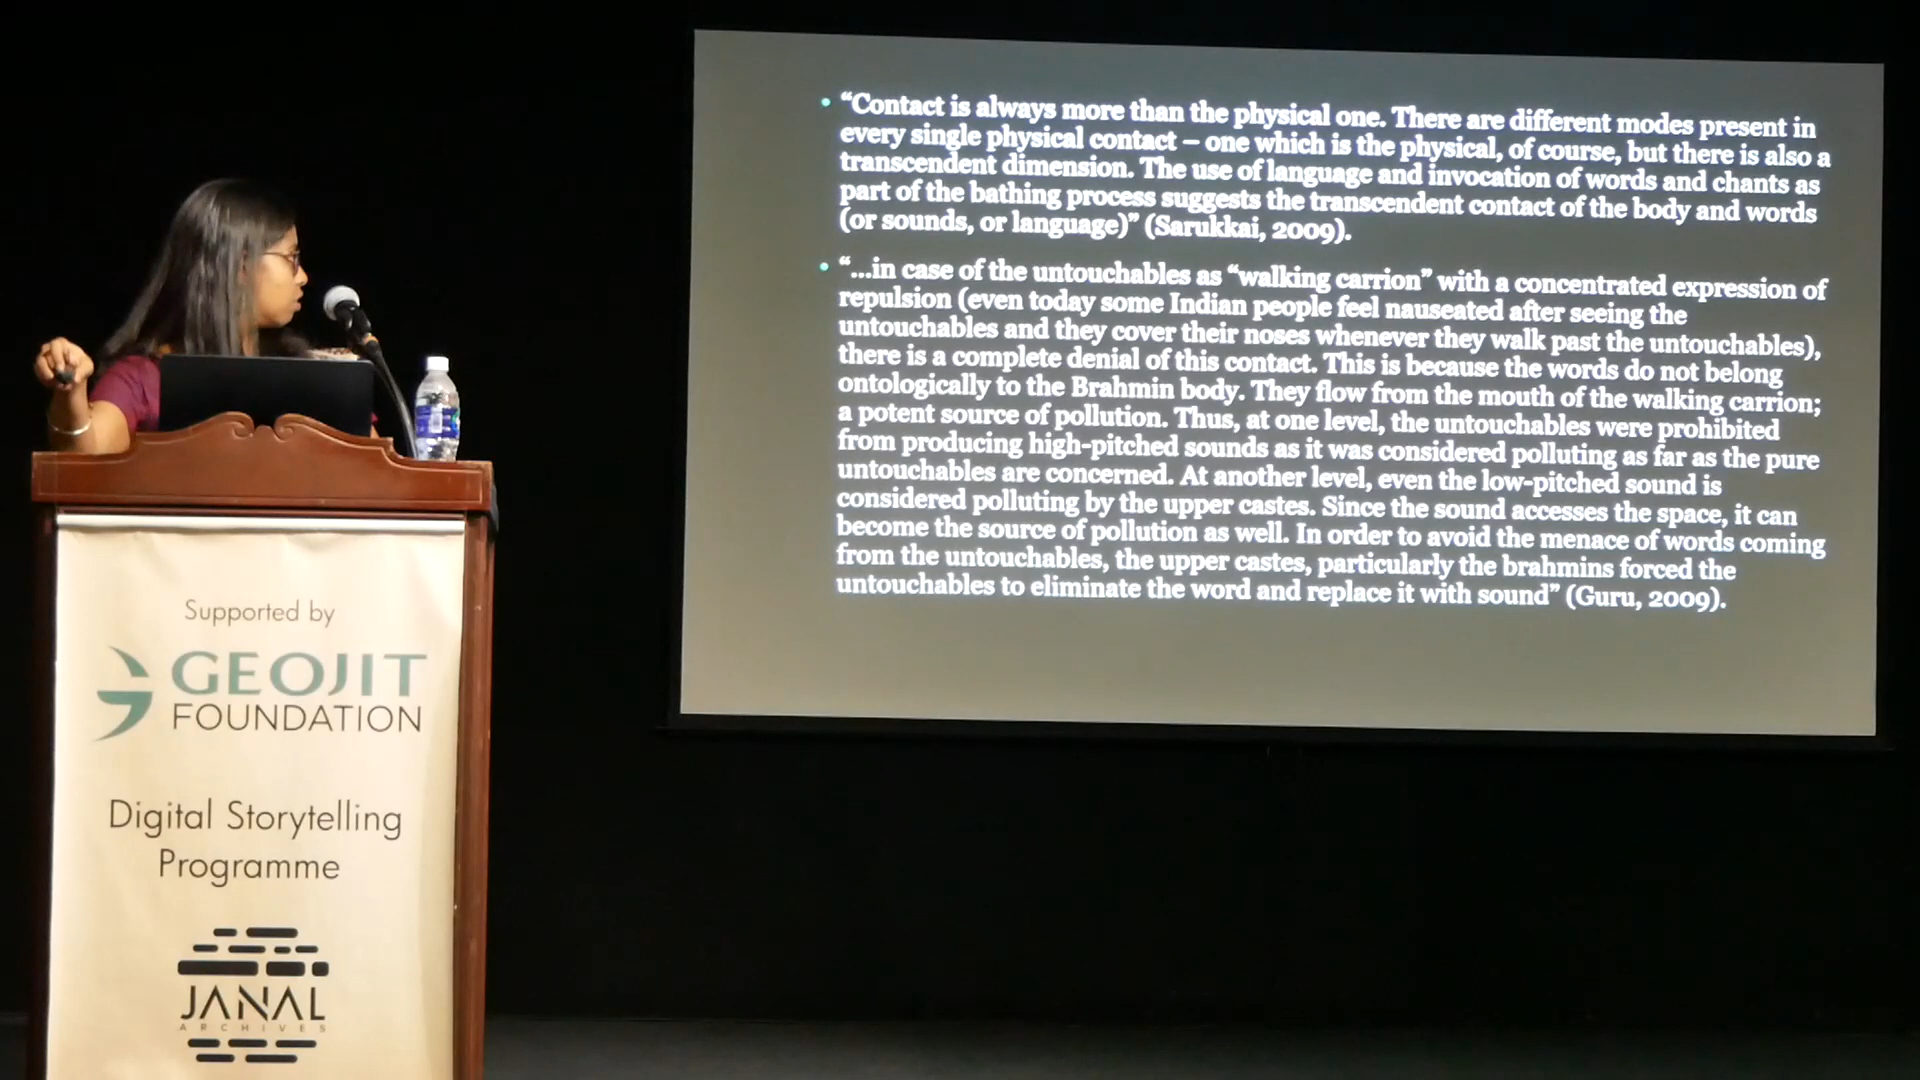 • “Contact is always more than the physical one. There are different modes present in
every single physical contact – one which is the physical, of course, but there is also a
transcendent dimension. The use of language and invocation of words and chants as
part of the bathing process suggests the transcendent contact of the body and words
(or sounds, or language)” (Sarukkai, 2009).
• “…in case of the untouchables as “walking carrion” with a concentrated expression of
repulsion (even today some Indian people feel nauseated after seeing the
untouchables and they cover their noses whenever they walk past the untouchables),
there is a complete denial of this contact. This is because the words do not belong
ontologically to the Brahmin body. They flow from the mouth of the walking carrion;
a potent source of pollution. Thus, at one level, the untouchables were prohibited
from producing high-pitched sounds as it was considered polluting as far as the pure
untouchables are concerned. At another level, even the low-pitched sound is
considered polluting by the upper castes. Since the sound accesses the space, it can
become the source of pollution as well. In order to avoid the menace of words coming
from the untouchables, the upper castes, particularly the brahmins forced the
untouchables to eliminate the word and replace it with sound” (Guru, 2009).
Supported by
GEOJIT
FOUNDATION
Digital Storytelling
Programme
JANAL
ARCHIVES